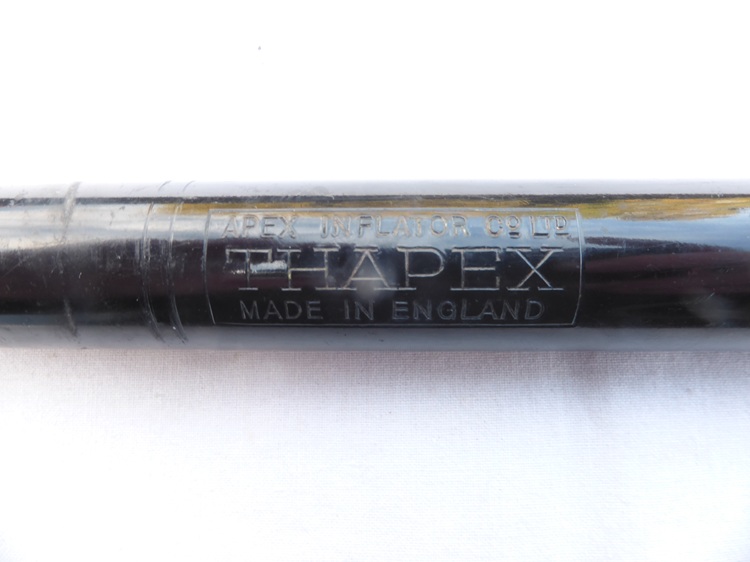 APEX INFLATOR Co LTD
THAPEX
MADE IN ENGLAND